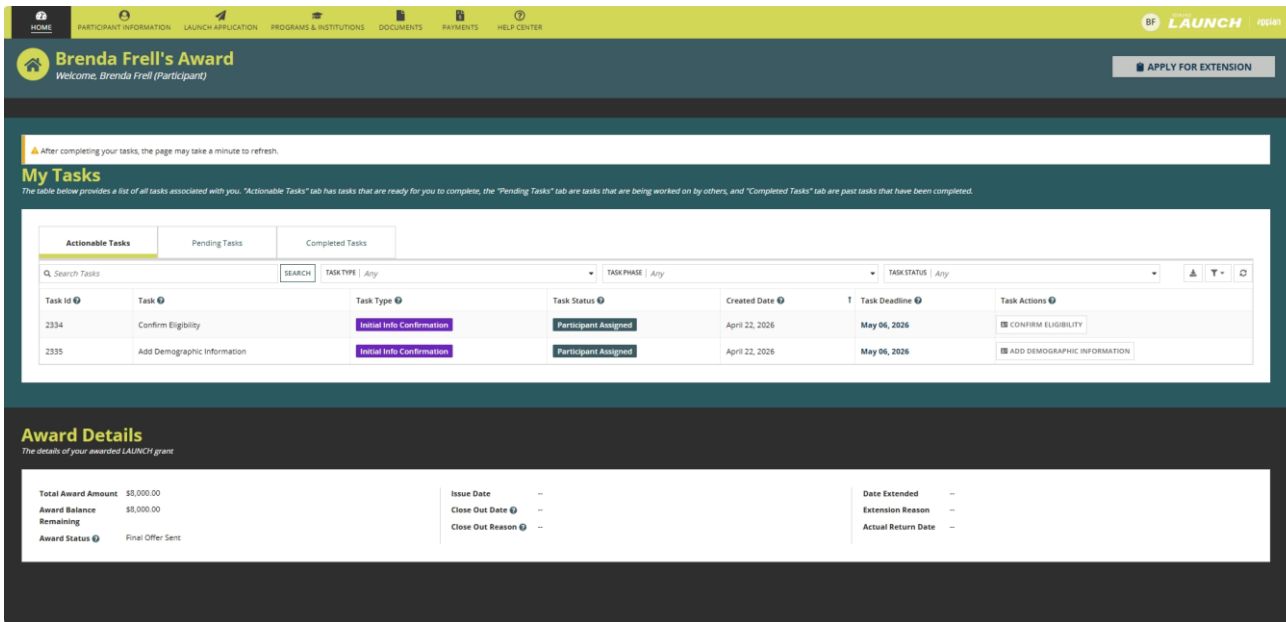 HOME PARTICIPANT INFORMATION LAUNCH APPLICATION PROGRAMS & INSTITUTIONS DOCUMENTS PAYMENTS HELP CENTER BF LAUNCH appian
Brenda Frell's Award
Welcome, Brenda Frell (Participant)
APPLY FOR EXTENSION
After completing your tasks, the page may take a minute to refresh.
My Tasks
The table below provides a list of all tasks associated with you. "Actionable Tasks" tab has tasks that are ready for you to complete, the "Pending Tasks" tab are tasks that are being worked on by others, and "Completed Tasks" tab are past tasks that have been completed.
Actionable Tasks Pending Tasks Completed Tasks
Search Tasks SEARCH TASK TYPE Any TASK PHASE Any TASK STATUS Any
Task Id Task Task Type Task Status Created Date Task Deadline Task Actions
2334 Confirm Eligibility Initial Info Confirmation Participant Assigned April 22, 2026 May 06, 2026 CONFIRM ELIGIBILITY
2335 Add Demographic Information Initial Info Confirmation Participant Assigned April 22, 2026 May 06, 2026 ADD DEMOGRAPHIC INFORMATION
Award Details
The details of your awarded LAUNCH grant
Total Award Amount $8,000.00
Award Balance Remaining $8,000.00
Award Status Final Offer Sent
Issue Date --
Close Out Date --
Close Out Reason --
Date Extended --
Extension Reason --
Actual Return Date --